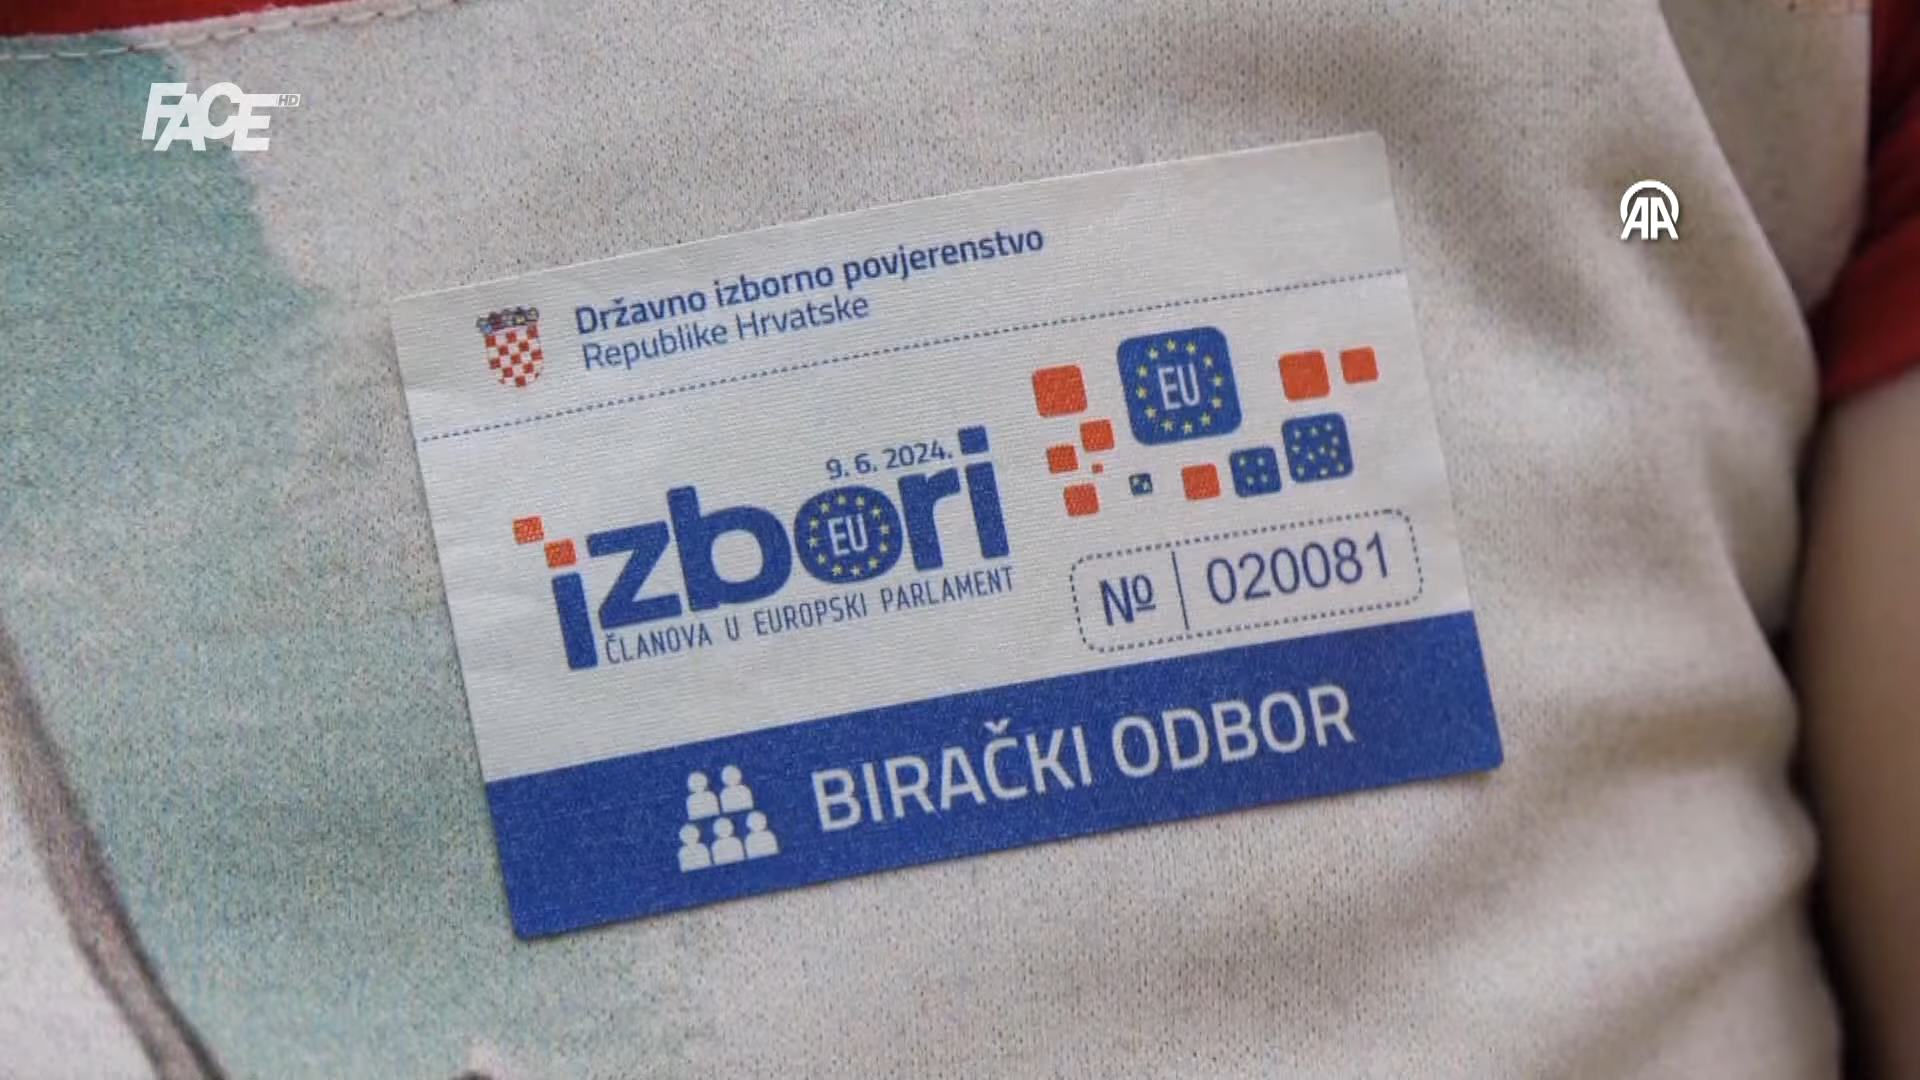 FACE HD
AA
Državno izborno povjerenstvo
Republike Hrvatske
EU
9. 6. 2024.
izbori
EU
ČLANOVA U EUROPSKI PARLAMENT
Nº 020081
BIRAČKI ODBOR